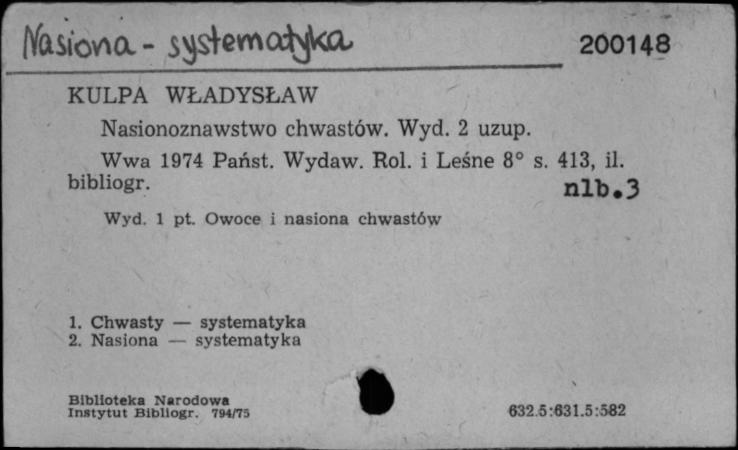 Nasiona - systematyka 200148
KULPA WŁADYSŁAW
Nasionoznawstwo chwastów. Wyd. 2 uzup.
Wwa 1974 Państ. Wydaw. Rol. i Leśne 8° s. 413, il.
bibliogr. nlb.3
Wyd. 1 pt. Owoce i nasiona chwastów
1. Chwasty — systematyka
2. Nasiona — systematyka
Biblioteka Narodowa
Instytut Bibliogr. 794/75 632.5:631.5:582